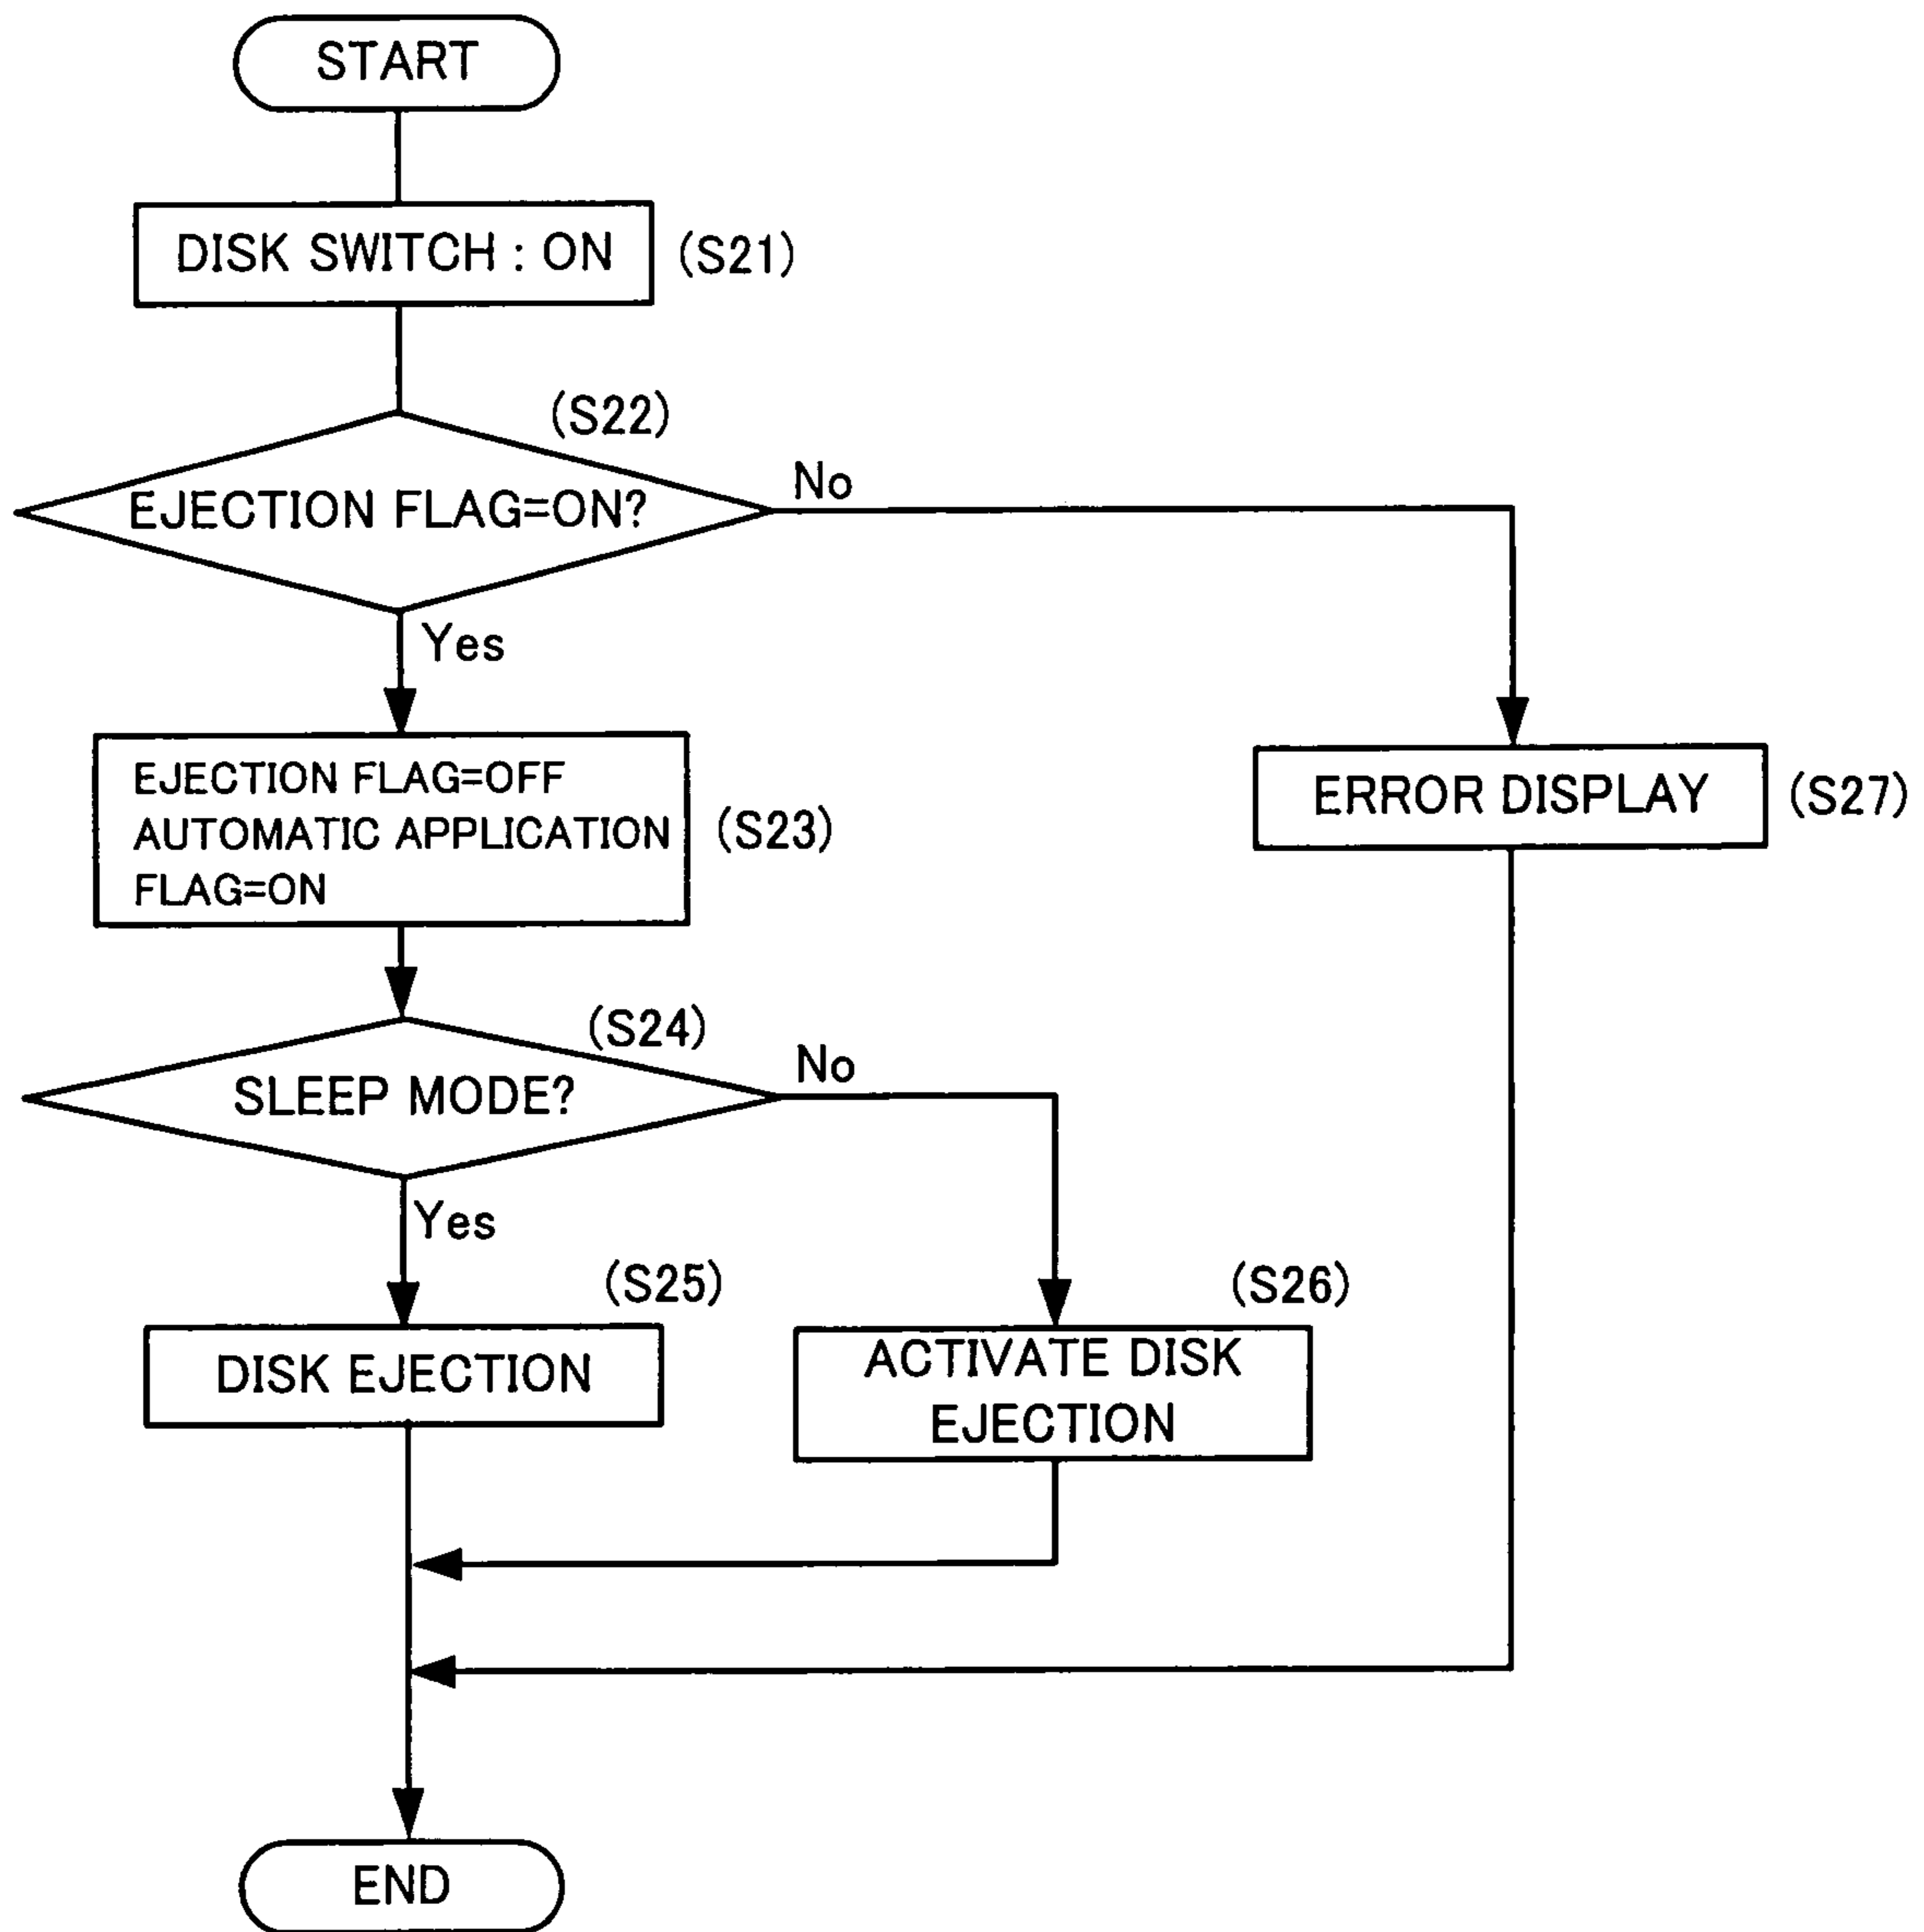 START
DISK SWITCH : ON
(S21)
(S22)
EJECTION FLAG=ON?
No
Yes
EJECTION FLAG=OFF
AUTOMATIC APPLICATION
FLAG=ON
(S23)
ERROR DISPLAY
(S27)
(S24)
SLEEP MODE?
No
Yes
(S25)
DISK EJECTION
(S26)
ACTIVATE DISK
EJECTION
END